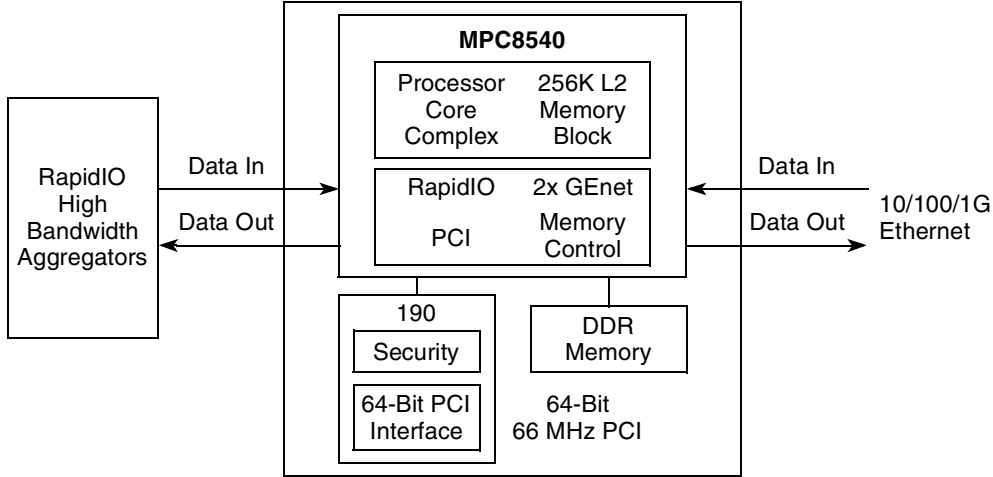 MPC8540
Processor
Core
Complex
256K L2
Memory
Block
RapidIO
High
Bandwidth
Aggregators
Data In
Data Out
RapidIO
2x GEnet
PCI
Memory
Control
Data In
Data Out
10/100/1G
Ethernet
190
Security
64-Bit PCI
Interface
DDR
Memory
64-Bit
66 MHz PCI